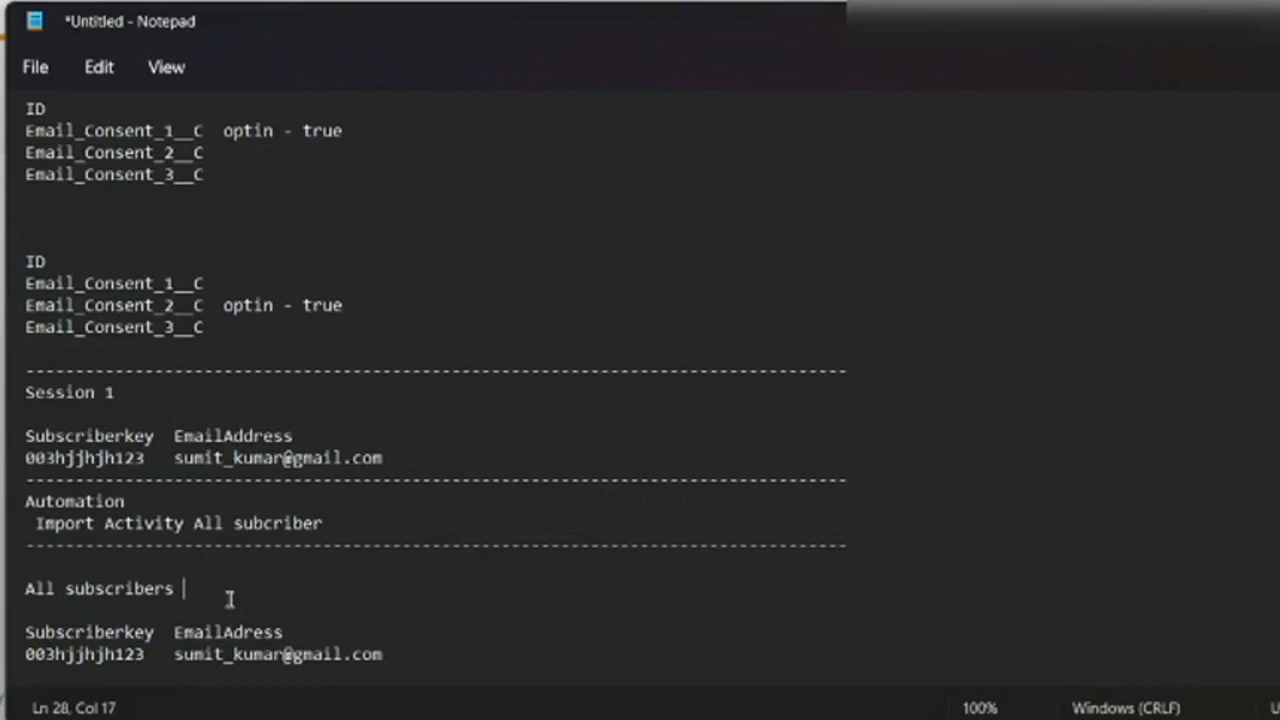 *Untitled - Notepad
File Edit View
ID
Email_Consent_1__C  optin - true
Email_Consent_2__C
Email_Consent_3__C
ID
Email_Consent_1__C
Email_Consent_2__C  optin - true
Email_Consent_3__C
-----------------------------------------------------------------------------------
Session 1
Subscriberkey  EmailAddress
003hjjhjh123   sumit_kumar@gmail.com
-----------------------------------------------------------------------------------
Automation
Import Activity All subcriber
-----------------------------------------------------------------------------------
All subscribers
Subscriberkey  EmailAdress
003hjjhjh123   sumit_kumar@gmail.com
Ln 28, Col 17 100% Windows (CRLF) U